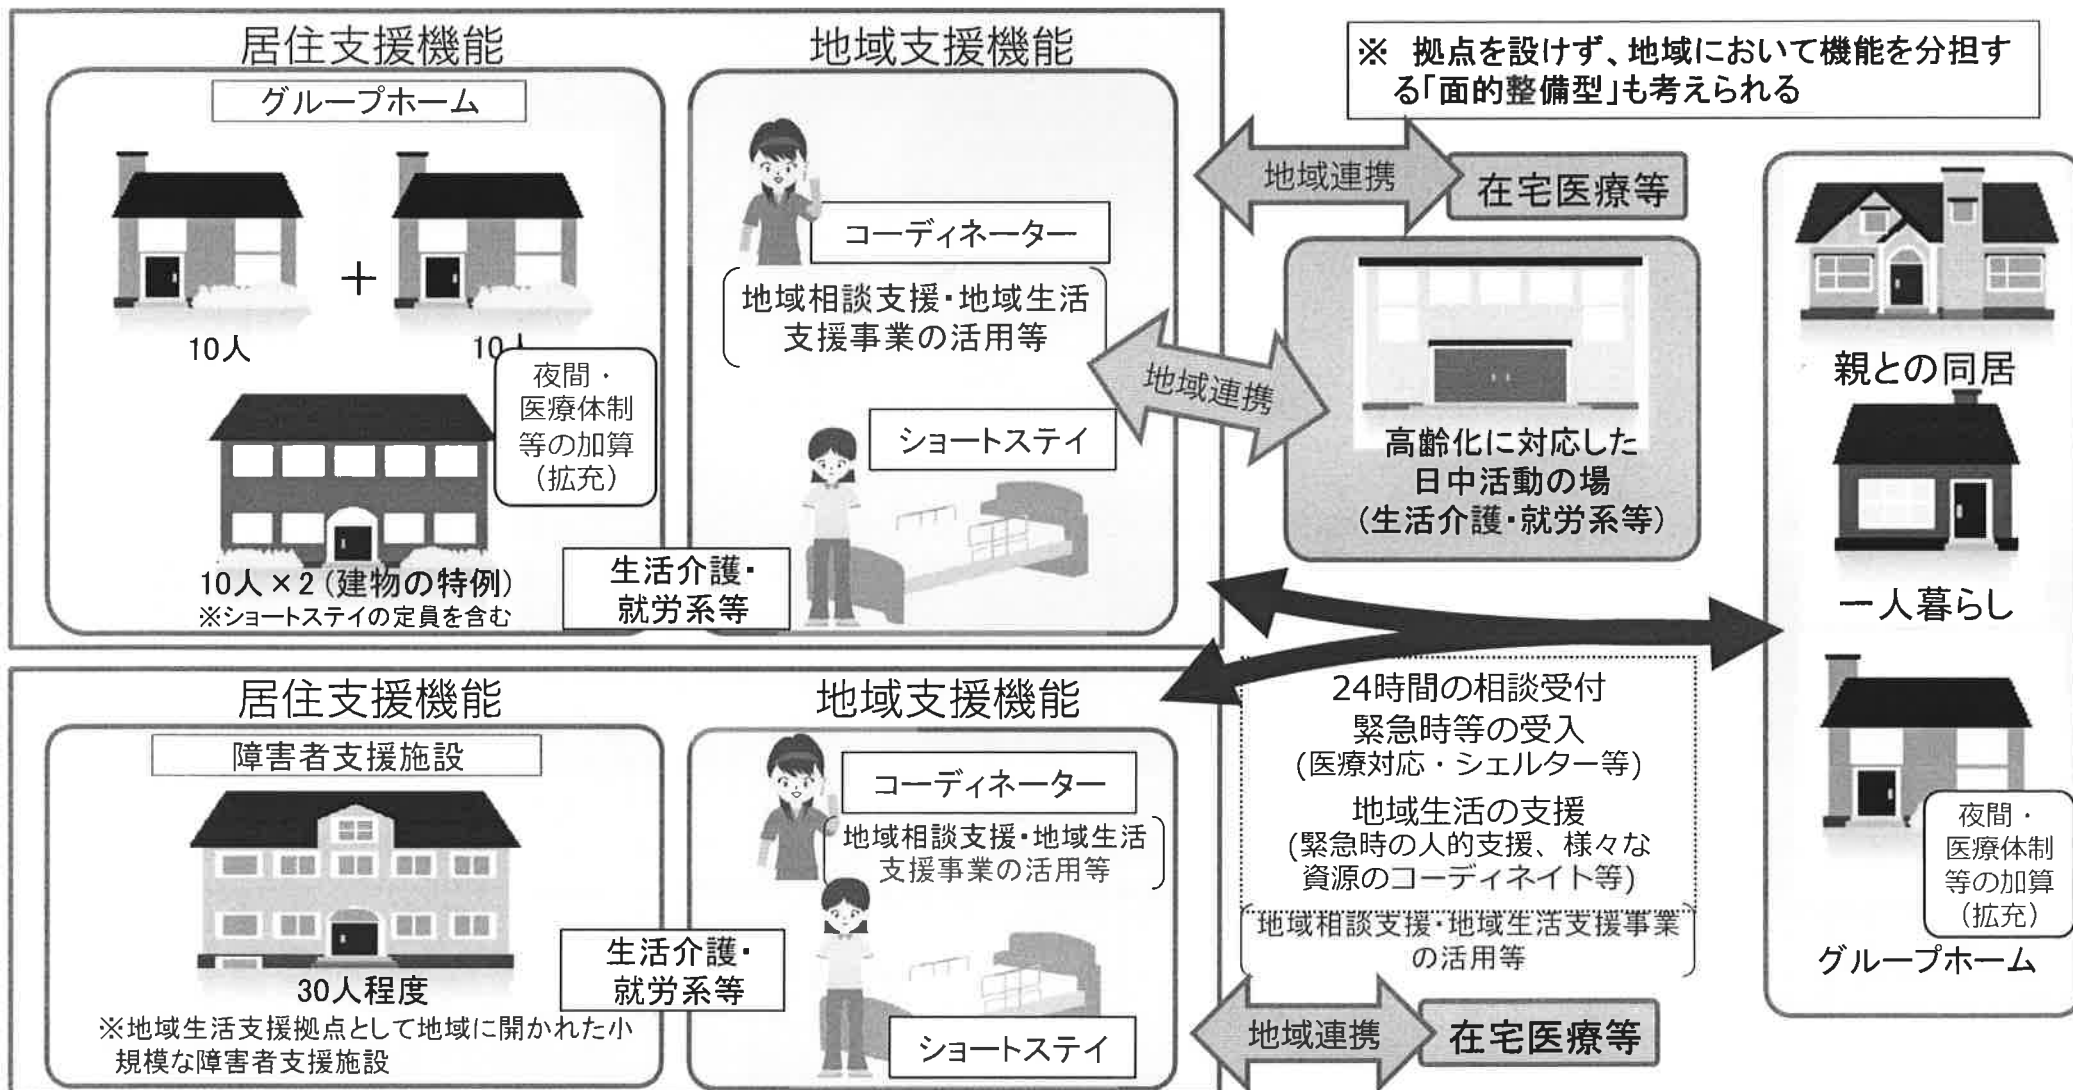 居住支援機能
グループホーム
10人
＋
10人
夜間・
医療体制
等の加算
（拡充）
10人×2（建物の特例）
※ショートステイの定員を含む
生活介護・
就労系等
地域支援機能
コーディネーター
地域相談支援・地域生活
支援事業の活用等
ショートステイ
※　拠点を設けず、地域において機能を分担す
る「面的整備型」も考えられる
地域連携
在宅医療等
地域連携
高齢化に対応した
日中活動の場
（生活介護・就労系等）
親との同居
一人暮らし
夜間・
医療体制
等の加算
（拡充）
グループホーム
24時間の相談受付
緊急時等の受入
(医療対応・シェルター等)
地域生活の支援
(緊急時の人的支援、様々な
資源のコーディネイト等)
地域相談支援・地域生活支援事業
の活用等
居住支援機能
障害者支援施設
30人程度
※地域生活支援拠点として地域に開かれた小
規模な障害者支援施設
生活介護・
就労系等
地域支援機能
コーディネーター
地域相談支援・地域生活
支援事業の活用等
ショートステイ
地域連携
在宅医療等